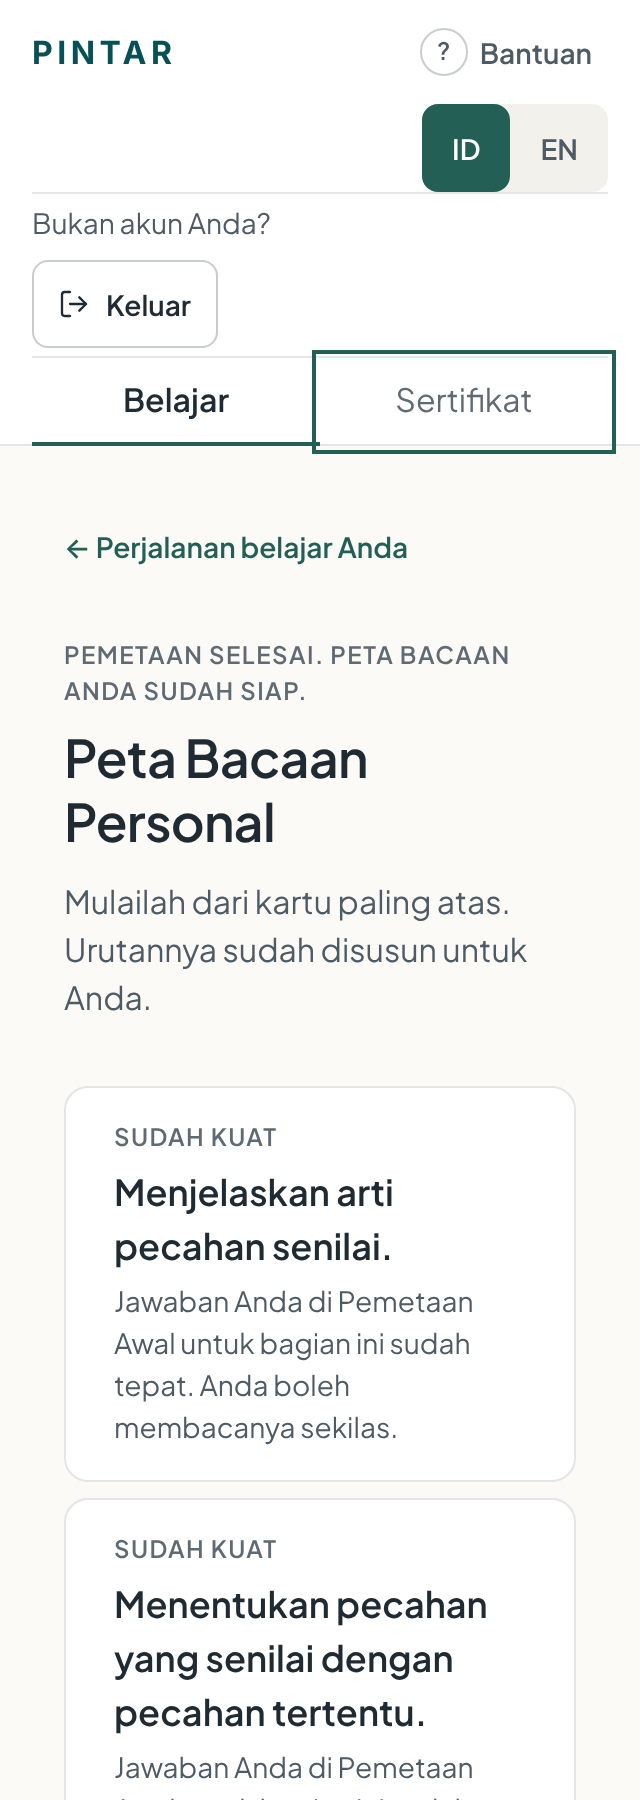 PINTAR
? Bantuan
ID EN
Bukan akun Anda?
Keluar
Belajar Sertifikat
← Perjalanan belajar Anda
PEMETAAN SELESAI. PETA BACAAN
ANDA SUDAH SIAP.
Peta Bacaan
Personal
Mulailah dari kartu paling atas.
Urutannya sudah disusun untuk
Anda.
SUDAH KUAT
Menjelaskan arti
pecahan senilai.
Jawaban Anda di Pemetaan
Awal untuk bagian ini sudah
tepat. Anda boleh
membacanya sekilas.
SUDAH KUAT
Menentukan pecahan
yang senilai dengan
pecahan tertentu.
Jawaban Anda di Pemetaan